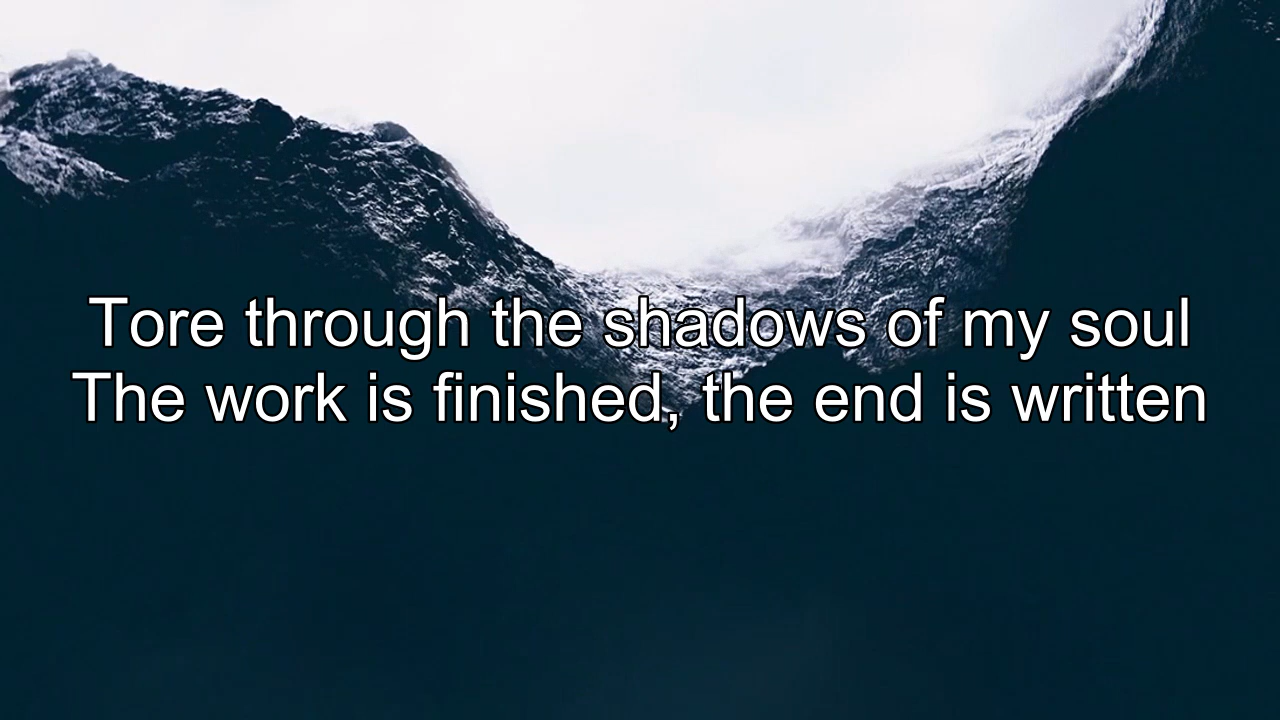 Tore through the shadows of my soul
The work is finished, the end is written